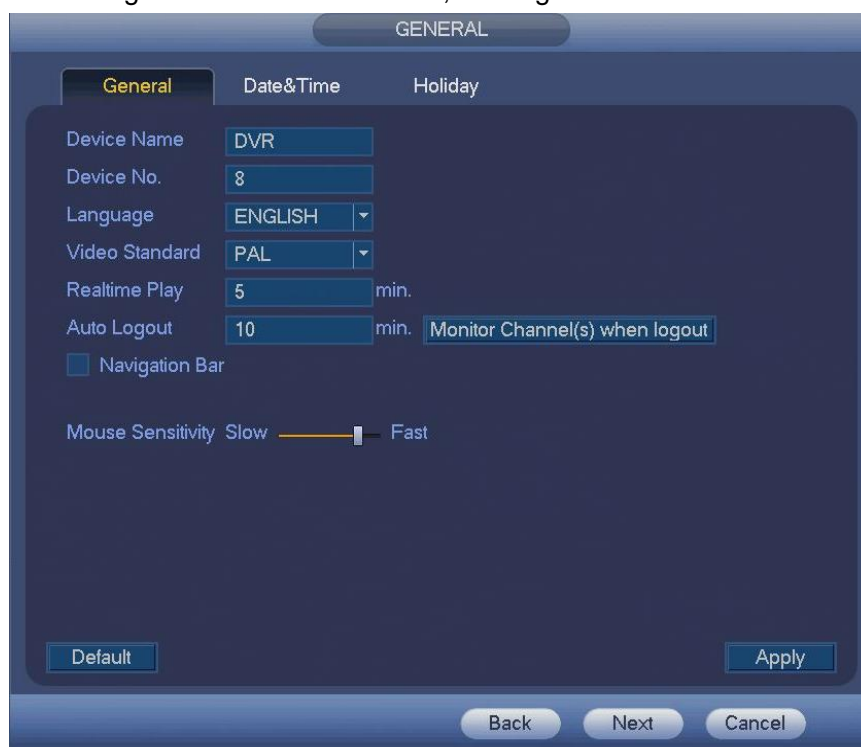 GENERAL
General Date&Time Holiday
Device Name DVR
Device No. 8
Language ENGLISH
Video Standard PAL
Realtime Play 5 min.
Auto Logout 10 min. Monitor Channel(s) when logout
Navigation Bar
Mouse Sensitivity Slow Fast
Default Apply
Back Next Cancel